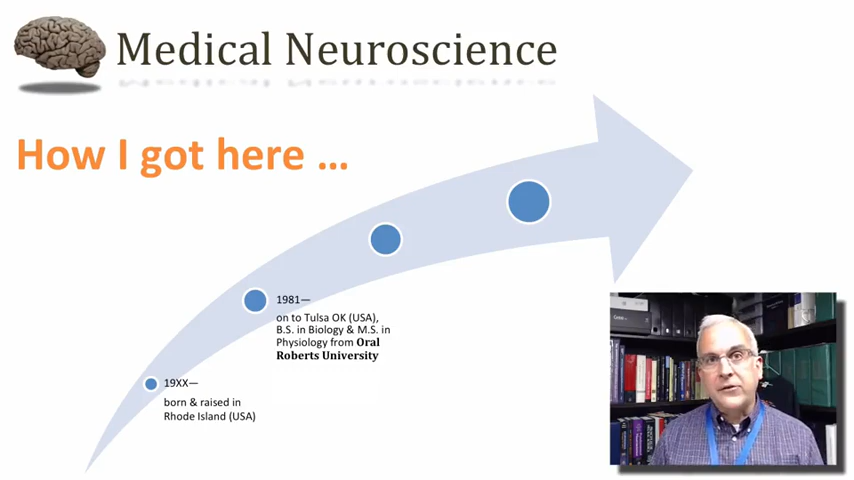 Medical Neuroscience
How I got here …
1981—
on to Tulsa OK (USA),
B.S. in Biology & M.S. in
Physiology from Oral
Roberts University
19XX—
born & raised in
Rhode Island (USA)